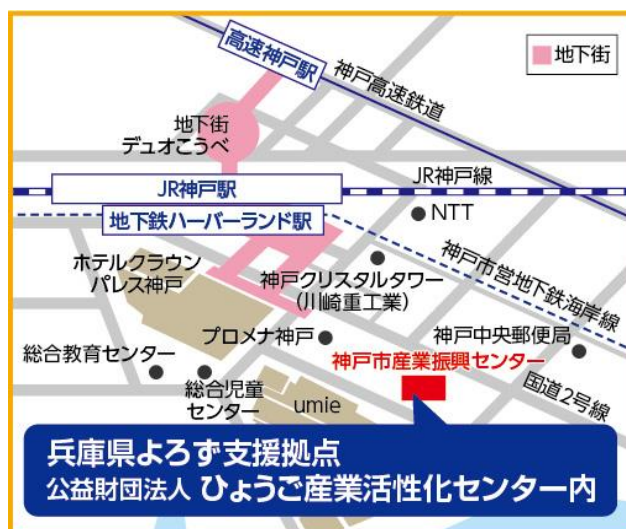 高速神戸駅
神戸高速鉄道
地下街
地下街
デュオこうべ
JR神戸駅
JR神戸線
地下鉄ハーバーランド駅
NTT
ホテルクラウン
パレス神戸
神戸クリスタルタワー
(川崎重工業)
神戸市営地下鉄海岸線
プロメナ神戸
神戸中央郵便局
総合教育センター
神戸市産業振興センター
総合児童
センター
umie
国道2号線
兵庫県よろず支援拠点
公益財団法人 ひょうご産業活性化センター内